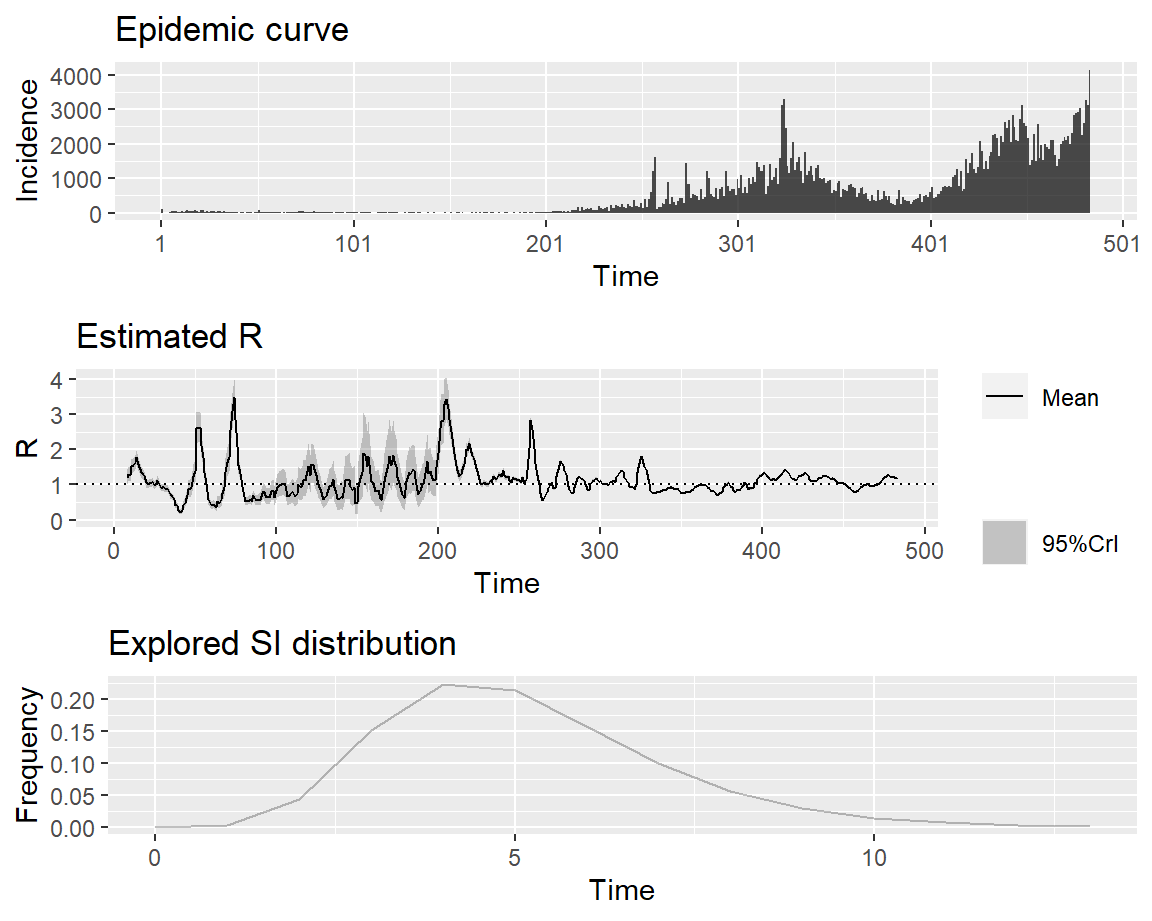 Epidemic curve
Incidence
4000
3000
2000
1000
0
1 101 201 301 401 501
Time
Estimated R
R
4
3
2
1
0
0 100 200 300 400 500
Time
Mean
95%CrI
Explored SI distribution
Frequency
0.20
0.15
0.10
0.05
0.00
0 5 10
Time